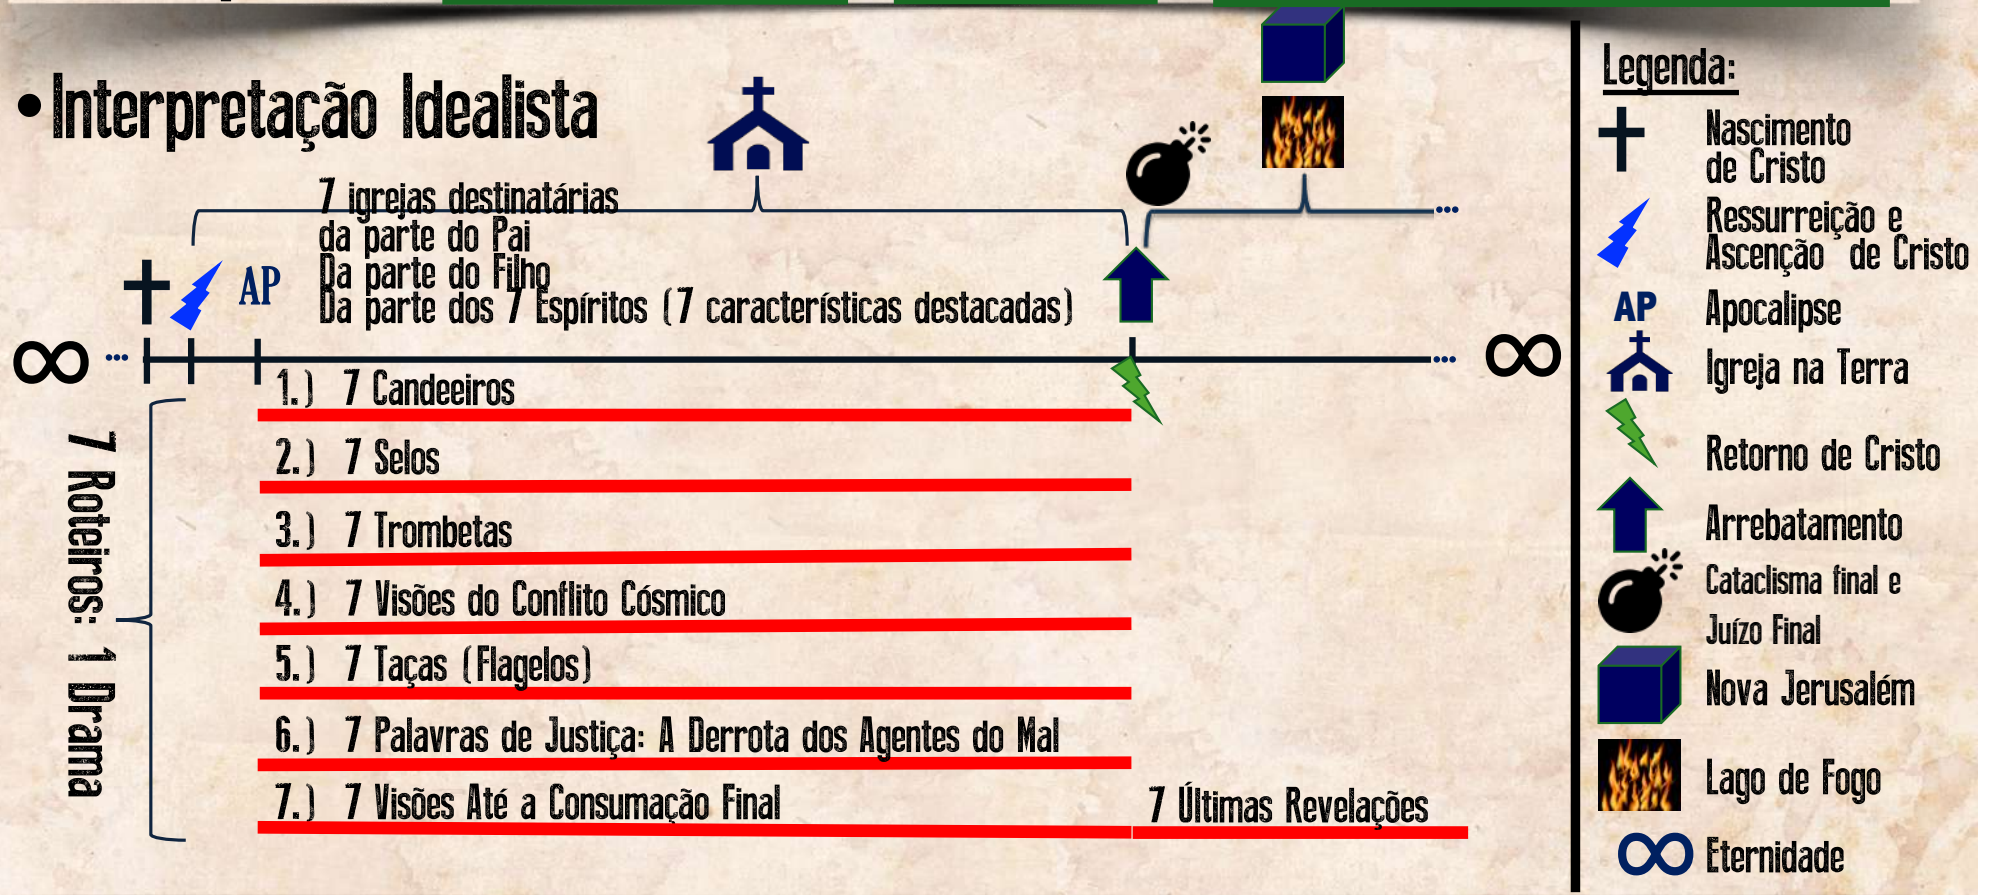 •Interpretação Idealista
7 igrejas destinatárias
da parte do Pai
Da parte do Filho
Da parte dos 7 Espíritos (7 características destacadas)
AP
∞ ...
... ∞
7 Roteiros: 1 Drama
1.) 7 Candeeiros
2.) 7 Selos
3.) 7 Trombetas
4.) 7 Visões do Conflito Cósmico
5.) 7 Taças (Flagelos)
6.) 7 Palavras de Justiça: A Derrota dos Agentes do Mal
7.) 7 Visões Até a Consumação Final
7 Últimas Revelações
Legenda:
Nascimento
de Cristo
Ressurreição e
Ascenção de Cristo
AP Apocalipse
Igreja na Terra
Retorno de Cristo
Arrebatamento
Cataclisma final e
Juízo Final
Nova Jerusalém
Lago de Fogo
∞ Eternidade